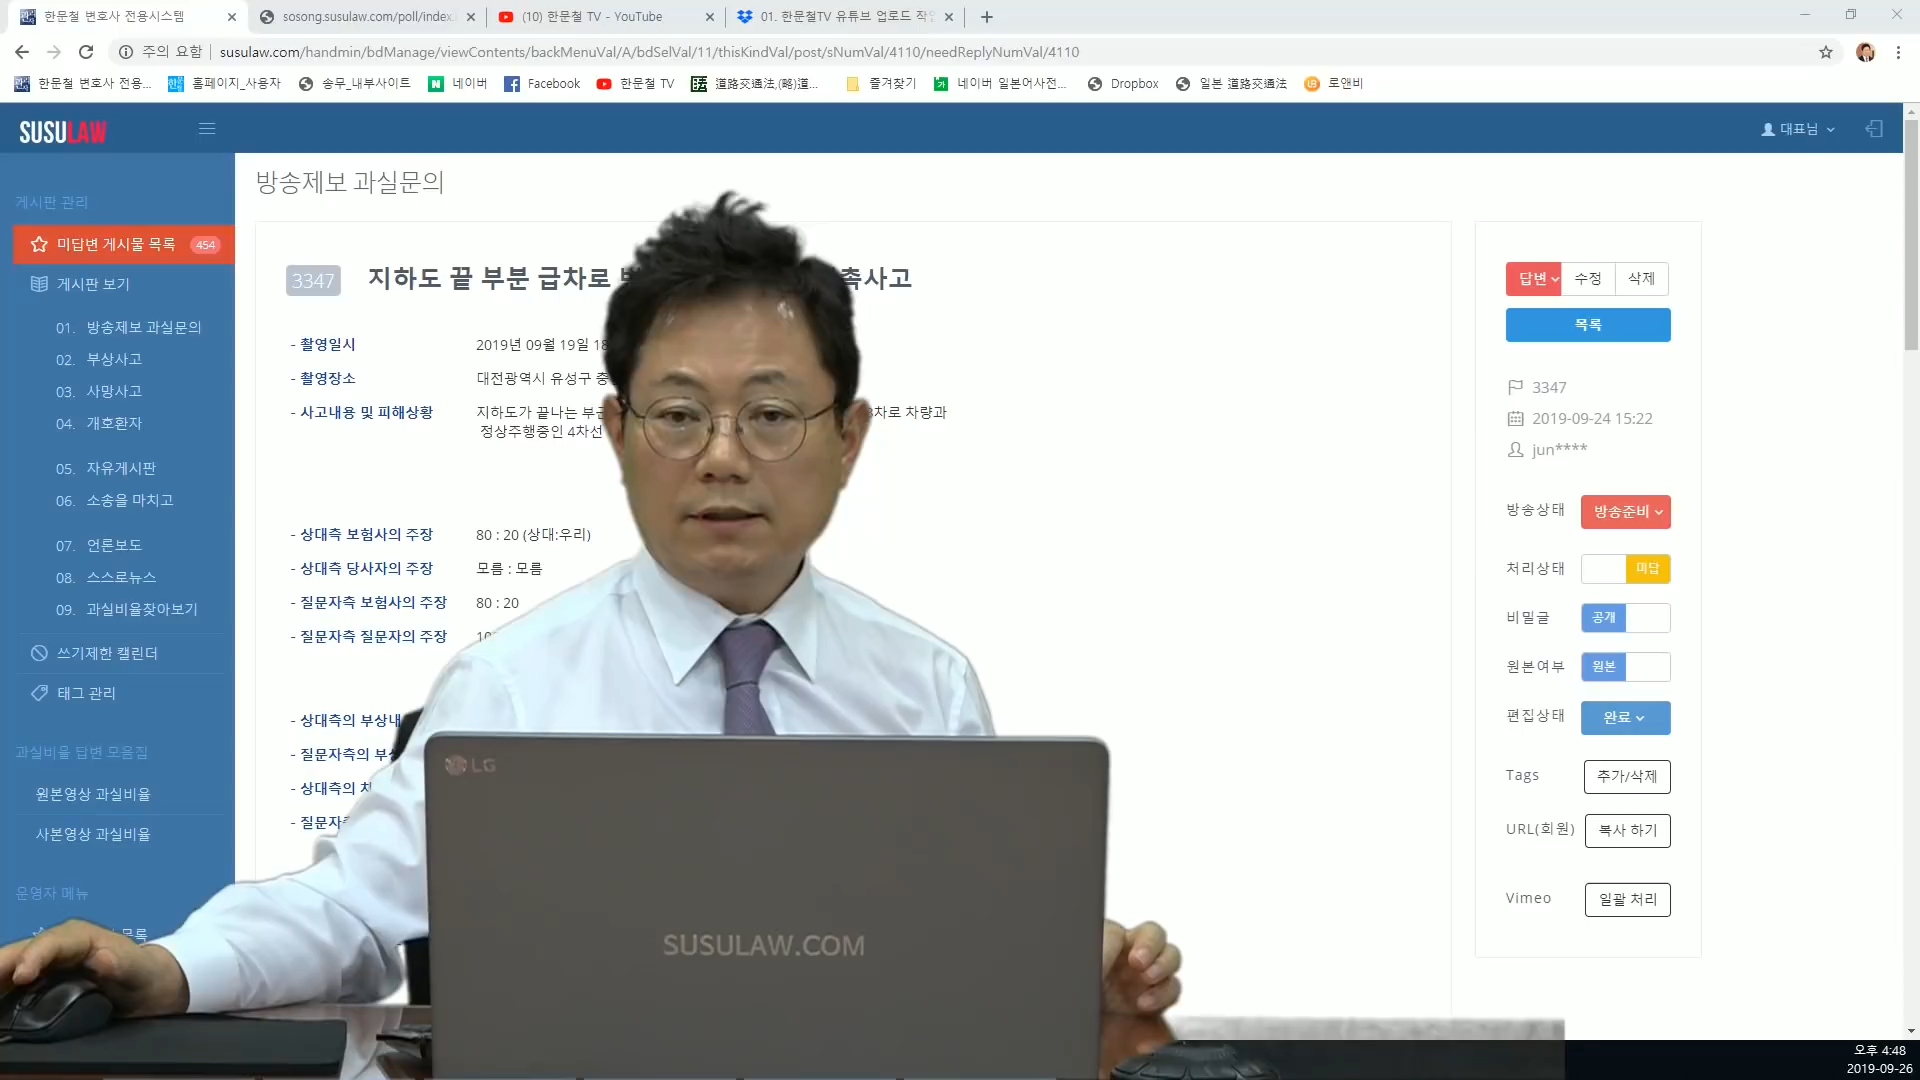 한문철 변호사 전용시스템
sosong.susulaw.com/poll/index.
(10) 한문철 TV - YouTube
01. 한문철TV 유튜브 업로드 작
주의 요함
susulaw.com/handmin/bdManage/viewContents/backMenuVal/A/bdSelVal/11/thisKindVal/post/sNumVal/4110/needReplyNumVal/4110
한문철 변호사 전용...
홈페이지_사용자
송무_내부사이트
네이버
Facebook
한문철 TV
道路交通法,(略)道...
즐겨찾기
네이버 일본어사전...
Dropbox
일본 道路交通法
로앤비
SUSULAW
대표님
방송제보 과실문의
게시판 관리
미답변 게시물 목록 454
게시판 보기
01. 방송제보 과실문의
02. 부상사고
03. 사망사고
04. 개호환자
05. 자유게시판
06. 소송을 마치고
07. 언론보도
08. 스스로뉴스
09. 과실비율찾아보기
쓰기제한 캘린더
태그 관리
과실비율 답변 모음집
원본영상 과실비율
사본영상 과실비율
운영자 메뉴
목록
3347 지하도 끝 부분 급차로 촉사고
- 촬영일시 2019년 09월 19일
- 촬영장소 대전광역시 유성구
- 사고내용 및 피해상황 지하도가 끝나는 3차로 차량과
정상주행중인 4차선
- 상대측 보험사의 주장 80 : 20 (상대:우리)
- 상대측 당사자의 주장 모름 : 모름
- 질문자측 보험사의 주장 80 : 20
- 질문자측 질문자의 주장
- 상대측의 부상내
- 질문자측의
- 상대측의
- 질문자측
답변 수정 삭제
목록
3347
2019-09-24 15:22
jun****
방송상태 방송준비
처리상태 미답
비밀글 공개
원본여부 원본
편집상태 완료
Tags 추가/삭제
URL(회원) 복사 하기
Vimeo 일괄 처리
LG
SUSULAW.COM
오후 4:48
2019-09-26